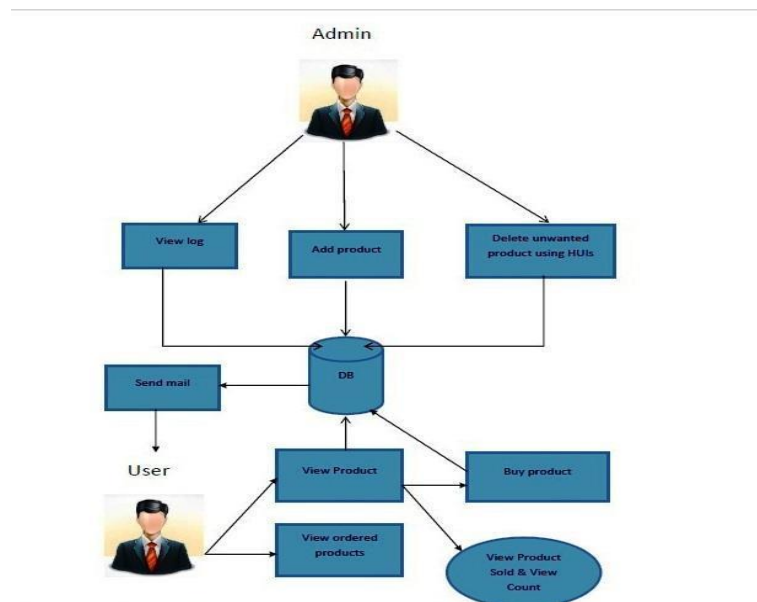 Admin
View log
Add product
Delete unwanted
product using HUIs
DB
Send mail
User
View Product
Buy product
View ordered
products
View Product
Sold & View
Count